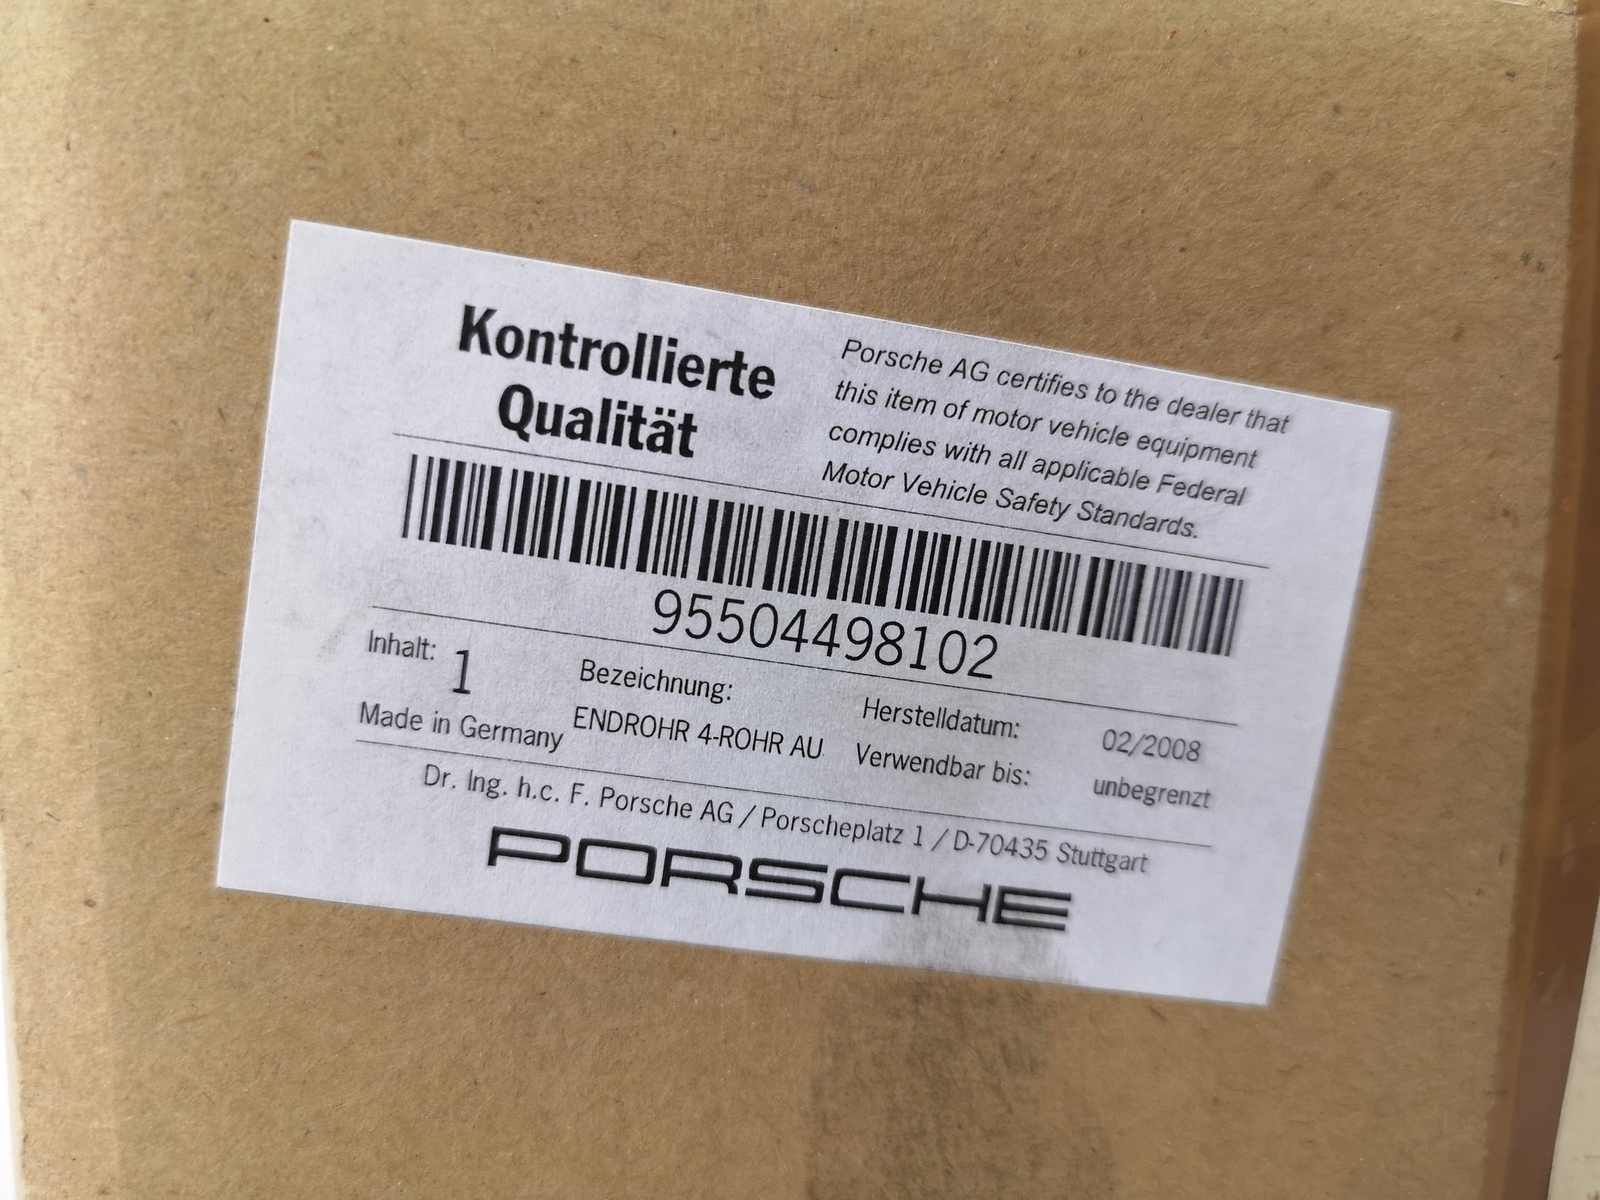 Kontrollierte
Qualität
Porsche AG certifies to the dealer that
this item of motor vehicle equipment
complies with all applicable Federal
Motor Vehicle Safety Standards.
95504498102
Inhalt: 1
Made in Germany
Bezeichnung:
ENDROHR 4-ROHR AU
Herstelldatum: 02/2008
Verwendbar bis: unbegrenzt
Dr. Ing. h.c. F. Porsche AG / Porscheplatz 1 / D-70435 Stuttgart
PORSCHE